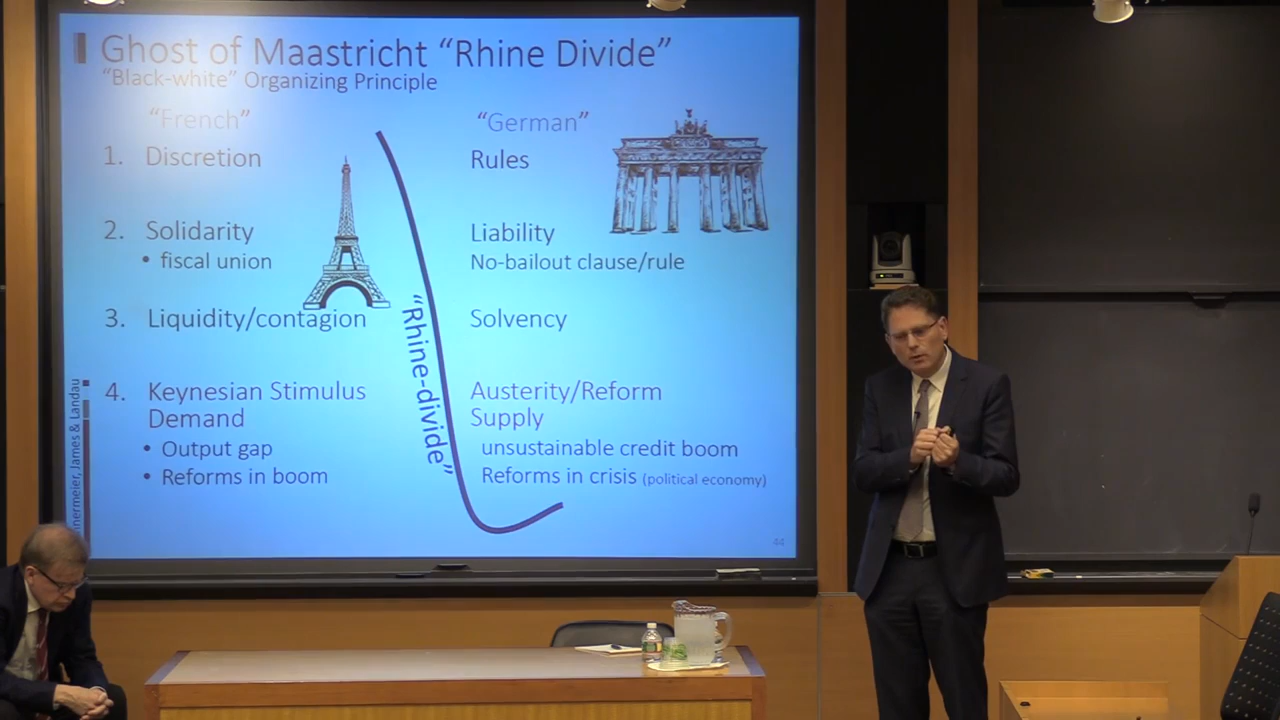 Ghost of Maastricht “Rhine Divide”
“Black-white” Organizing Principle
“French”
“German”
1. Discretion
Rules
2. Solidarity
Liability
• fiscal union
No-bailout clause/rule
3. Liquidity/contagion
Solvency
4. Keynesian Stimulus
Demand
Austerity/Reform
Supply
• Output gap
unsustainable credit boom
• Reforms in boom
Reforms in crisis (political economy)
“Rhine-divide”
James & Landau
44